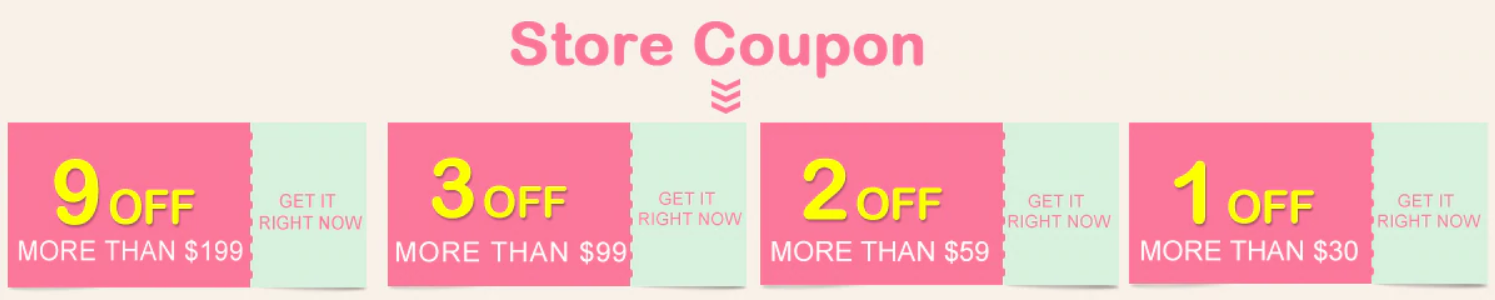 Store Coupon
9 OFF
MORE THAN $199
GET IT
RIGHT NOW
3 OFF
MORE THAN $99
GET IT
RIGHT NOW
2 OFF
MORE THAN $59
GET IT
RIGHT NOW
1 OFF
MORE THAN $30
GET IT
RIGHT NOW